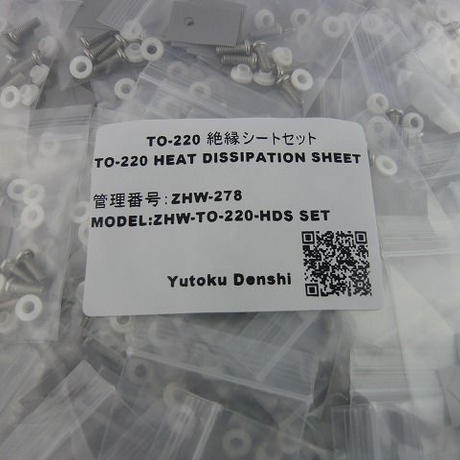 TO-220 絶縁シートセット
TO-220 HEAT DISSIPATION SHEET
管理番号:ZHW-278
MODEL:ZHW-TO-220-HDS SET
Yutoku Denshi